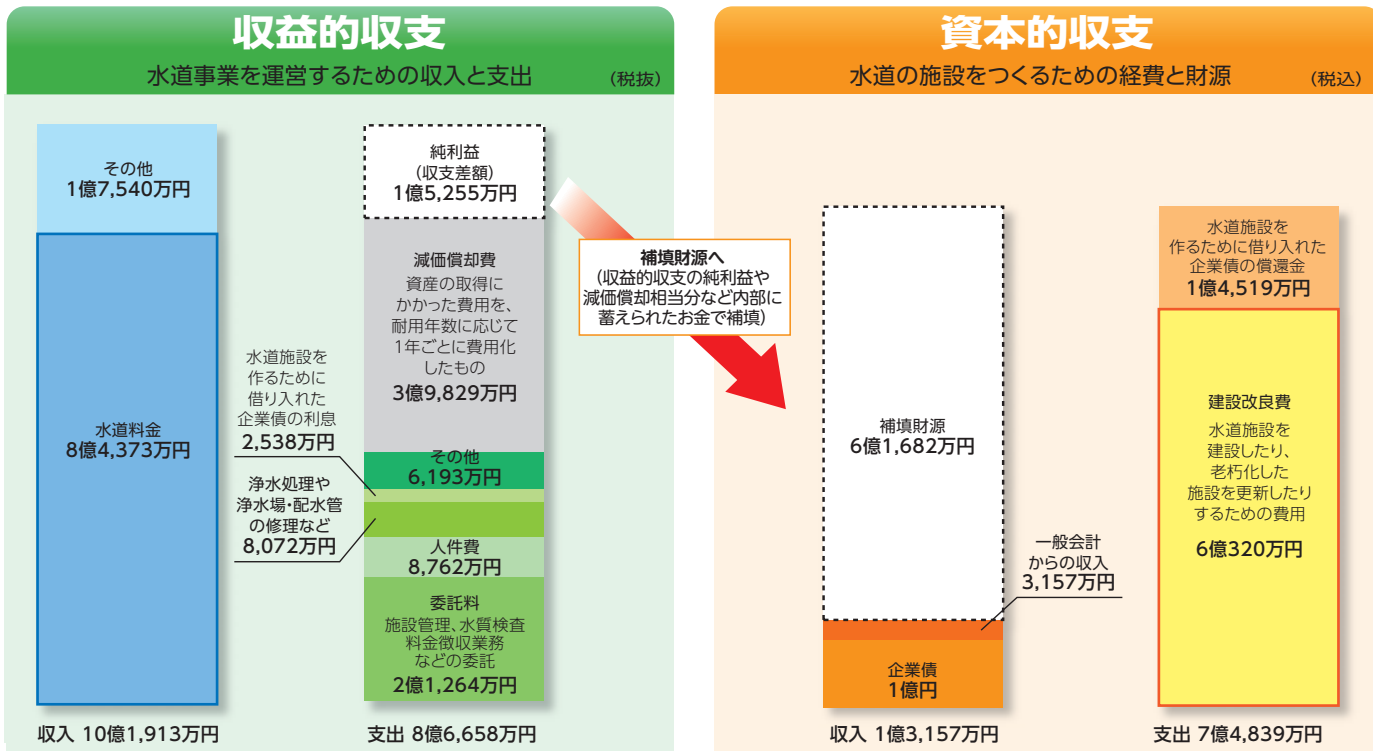 収益的収支
水道事業を運営するための収入と支出 (税抜)
その他
1億7,540万円
水道料金
8億4,373万円
収入 10億1,913万円
純利益
(収支差額)
1億5,255万円
減価償却費
資産の取得に
かかった費用を、
耐用年数に応じて
1年ごとに費用化
したもの
3億9,829万円
その他
6,193万円
水道施設を
作るために
借り入れた
企業債の利息
2,538万円
浄水処理や
浄水場・配水管
の修理など
8,072万円
人件費
8,762万円
委託料
施設管理、水質検査
料金徴収業務
などの委託
2億1,264万円
支出 8億6,658万円
補填財源へ
(収益的収支の純利益や
減価償却相当分など内部に
蓄えられたお金で補填)
資本的収支
水道の施設をつくるための経費と財源 (税込)
補填財源
6億1,682万円
一般会計
からの収入
3,157万円
企業債
1億円
収入 1億3,157万円
水道施設を
作るために借り入れた
企業債の償還金
1億4,519万円
建設改良費
水道施設を
建設したり、
老朽化した
施設を更新したり
するための費用
6億320万円
支出 7億4,839万円